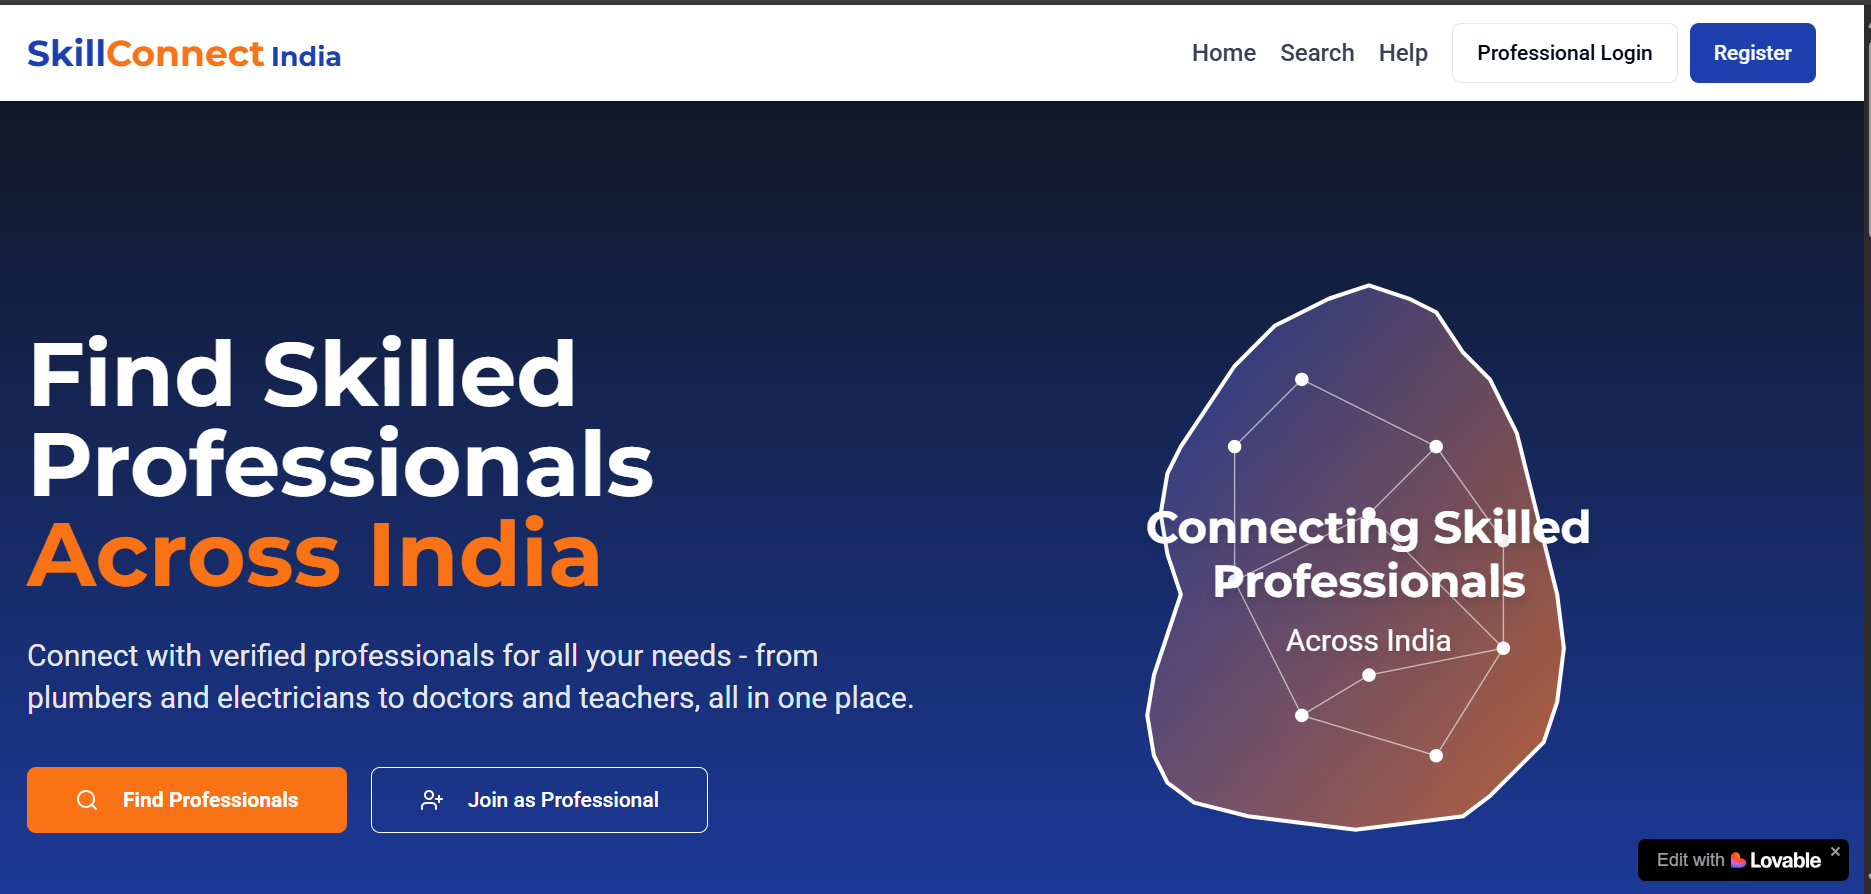 SkillConnect India
Home Search Help Professional Login Register
Find Skilled
Professionals
Across India
Connect with verified professionals for all your needs - from
plumbers and electricians to doctors and teachers, all in one place.
Find Professionals Join as Professional
Connecting Skilled
Professionals
Across India
Edit with Lovable